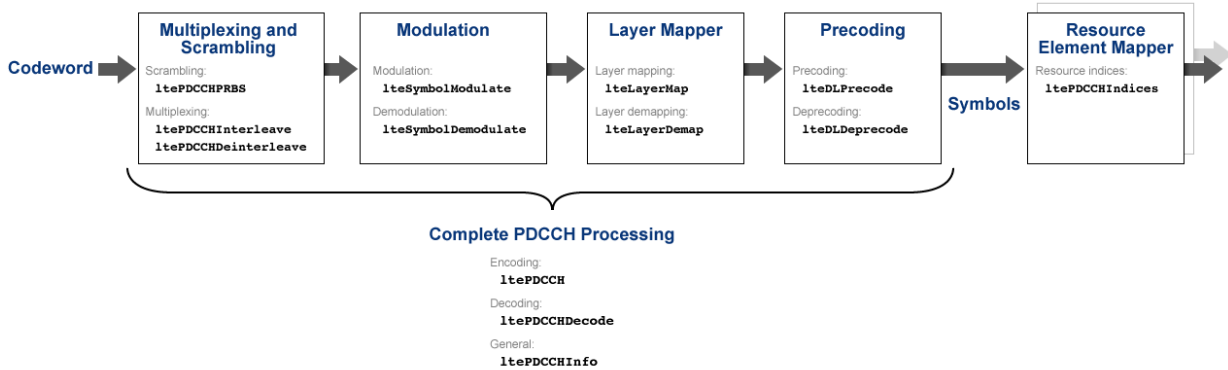 Codeword
Multiplexing and
Scrambling
Scrambling:
ltePDCCHPRBS
Multiplexing:
ltePDCCHInterleave
ltePDCCHDeinterleave
Modulation
Modulation:
lteSymbolModulate
Demodulation:
lteSymbolDemodulate
Layer Mapper
Layer mapping:
lteLayerMap
Layer demapping:
lteLayerDemap
Precoding
Precoding:
lteDLPrecode
Deprecoding:
lteDLDeprecode
Symbols
Resource
Element Mapper
Resource indices:
ltePDCCHIndices
Complete PDCCH Processing
Encoding:
ltePDCCH
Decoding:
ltePDCCHDecode
General:
ltePDCCHInfo